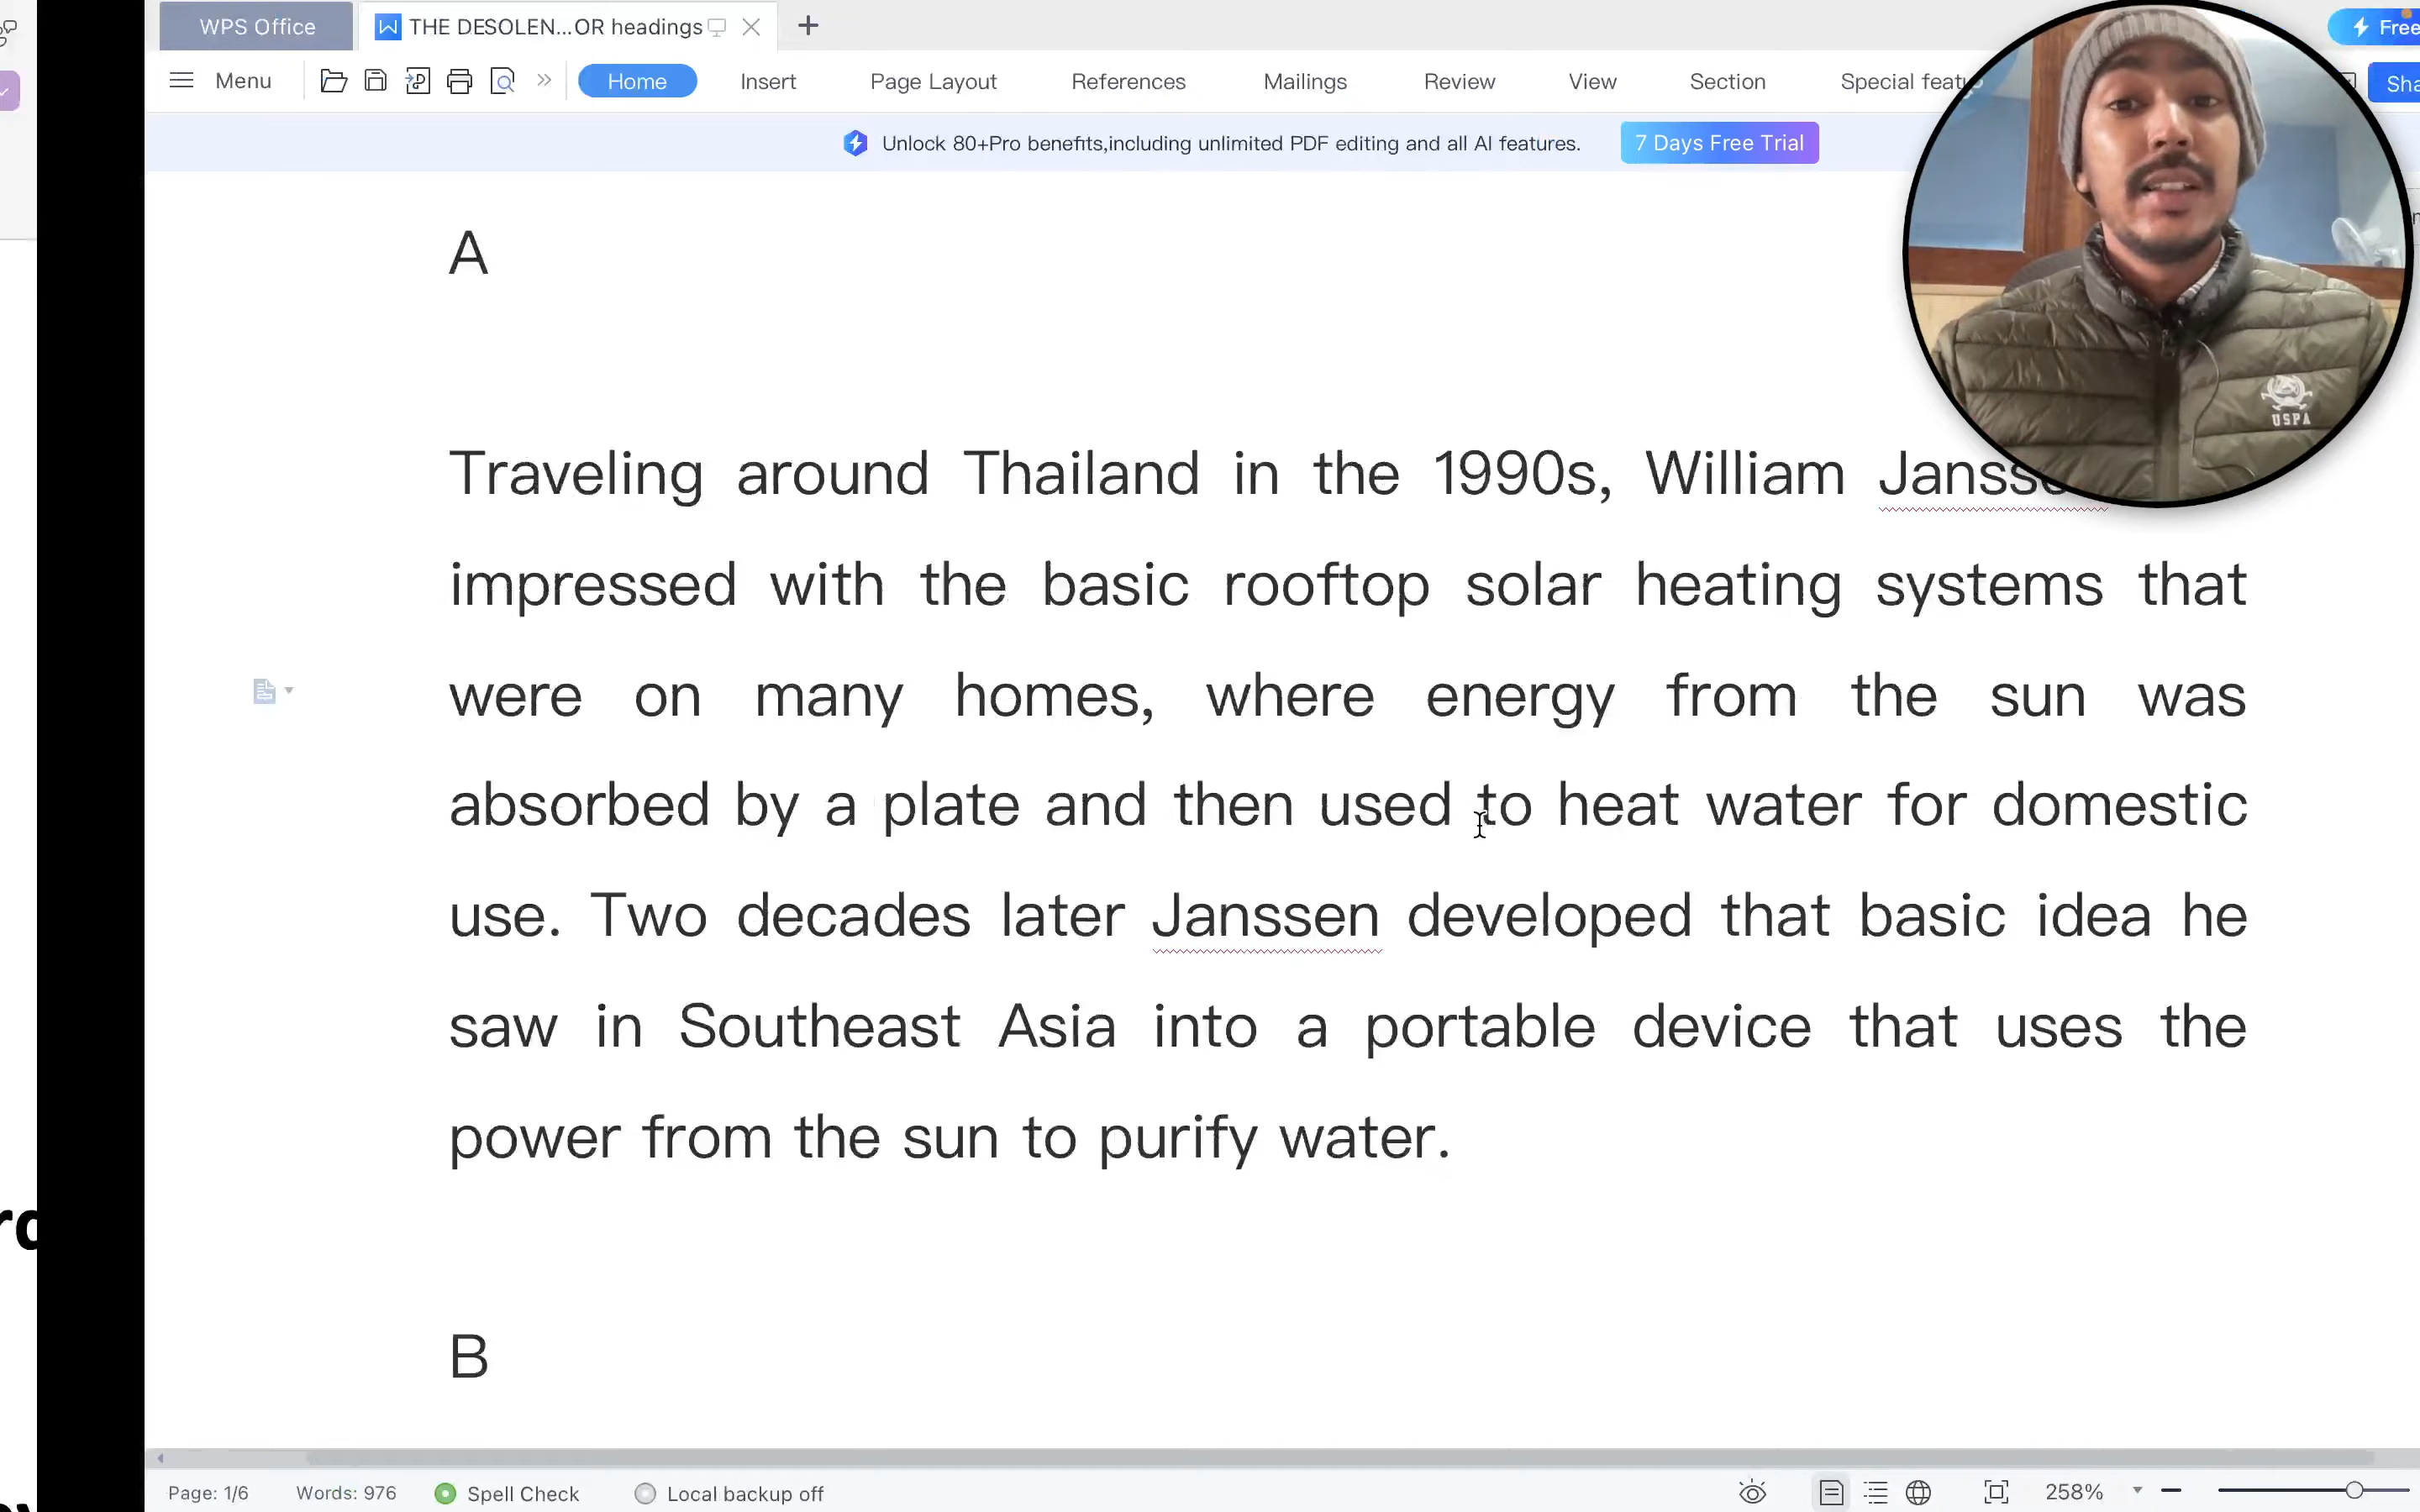 WPS Office
THE DESOLEN...OR headings
Free
Menu
Home
Insert
Page Layout
References
Mailings
Review
View
Section
Special
Unlock 80+Pro benefits,including unlimited PDF editing and all AI features.
7 Days Free Trial
A
Traveling around Thailand in the 1990s, William
impressed with the basic rooftop solar heating systems that
were on many homes, where energy from the sun was
absorbed by a plate and then used to heat water for domestic
use. Two decades later Janssen developed that basic idea he
saw in Southeast Asia into a portable device that uses the
power from the sun to purify water.
B
USPA
Page: 1/6
Words: 976
Spell Check
Local backup off
258%